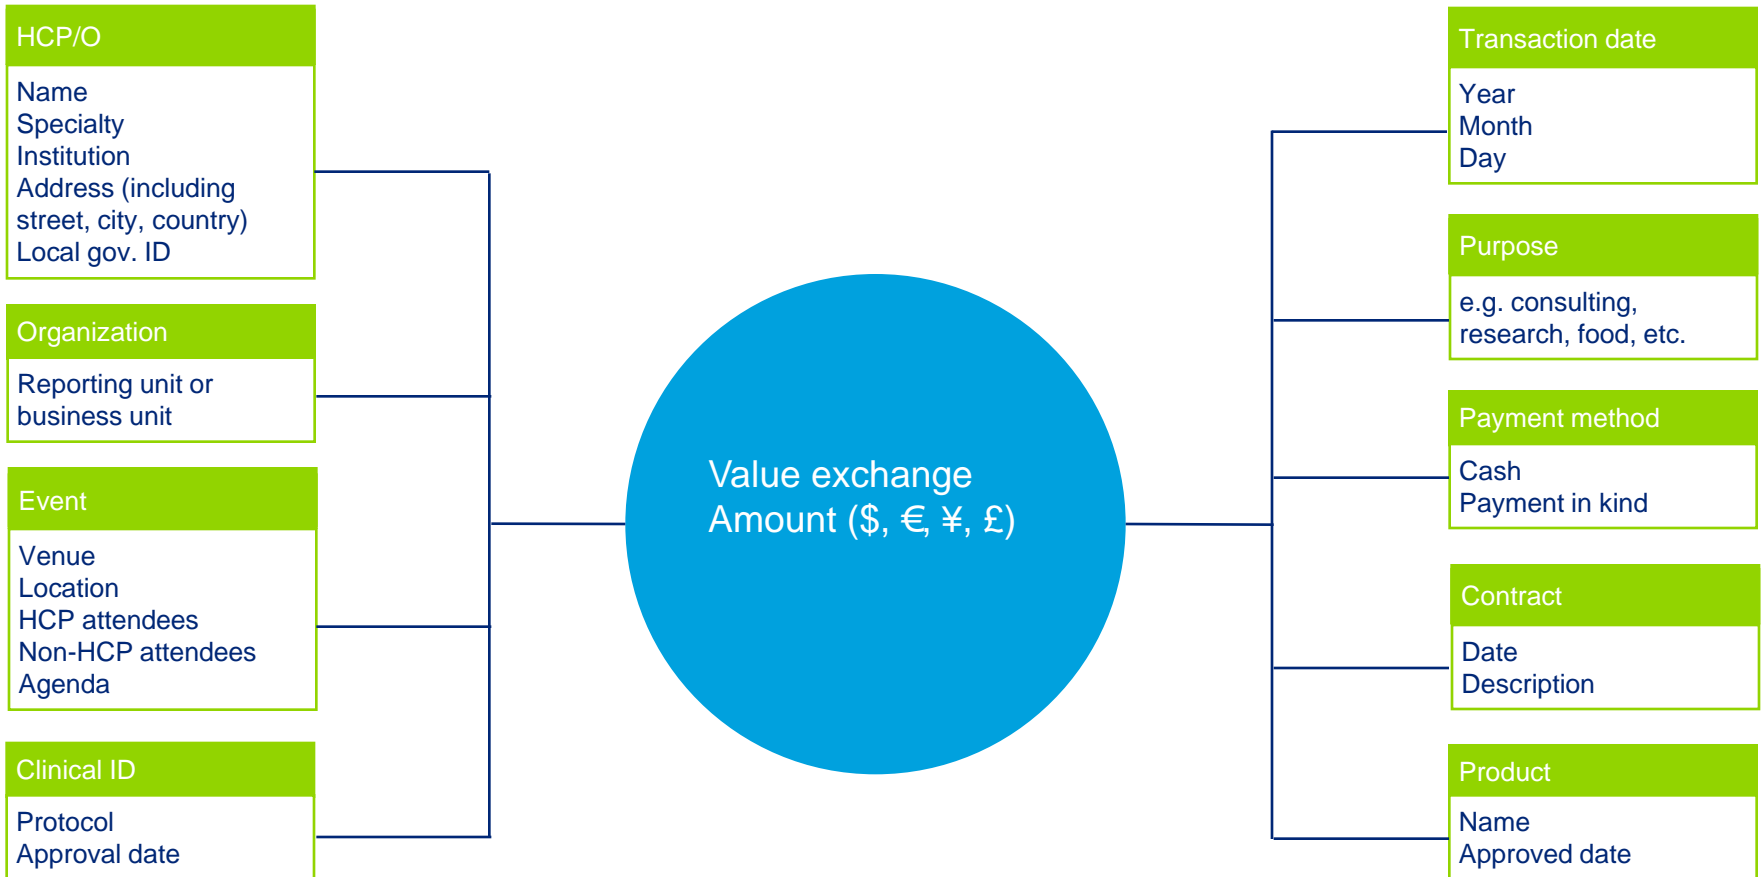 HCP/O
Name
Specialty
Institution
Address (including
street, city, country)
Local gov. ID
Organization
Reporting unit or
business unit
Event
Venue
Location
HCP attendees
Non-HCP attendees
Agenda
Clinical ID
Protocol
Approval date
Value exchange
Amount ($, €, ¥, £)
Transaction date
Year
Month
Day
Purpose
e.g. consulting,
research, food, etc.
Payment method
Cash
Payment in kind
Contract
Date
Description
Product
Name
Approved date